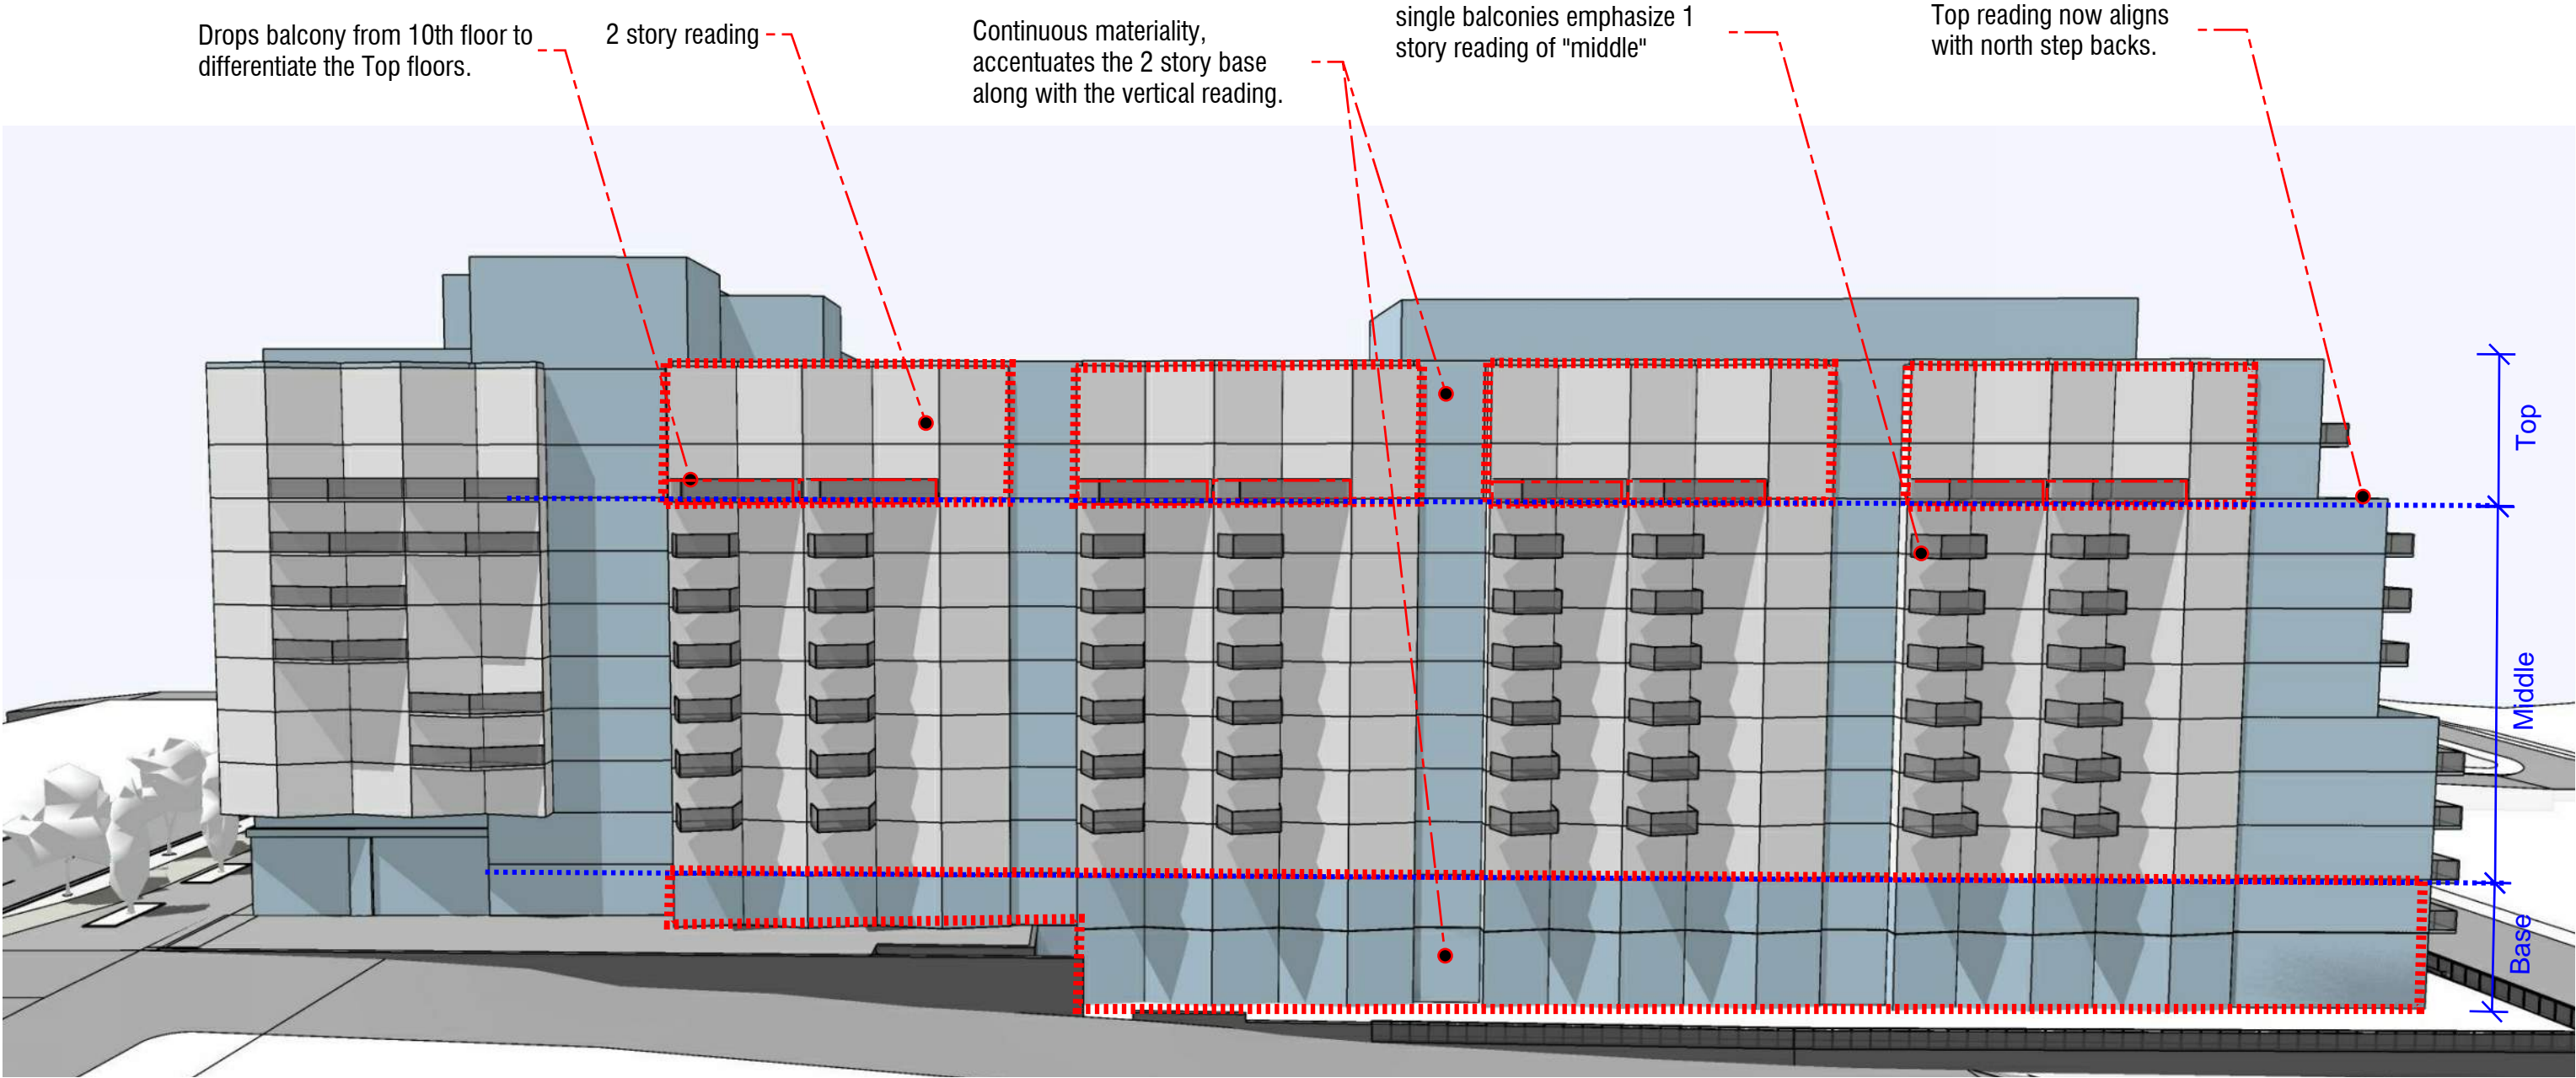 Drops balcony from 10th floor to
differentiate the Top floors.
2 story reading
Continuous materiality,
accentuates the 2 story base
along with the vertical reading.
single balconies emphasize 1
story reading of "middle"
Top reading now aligns
with north step backs.
Top
Middle
Base